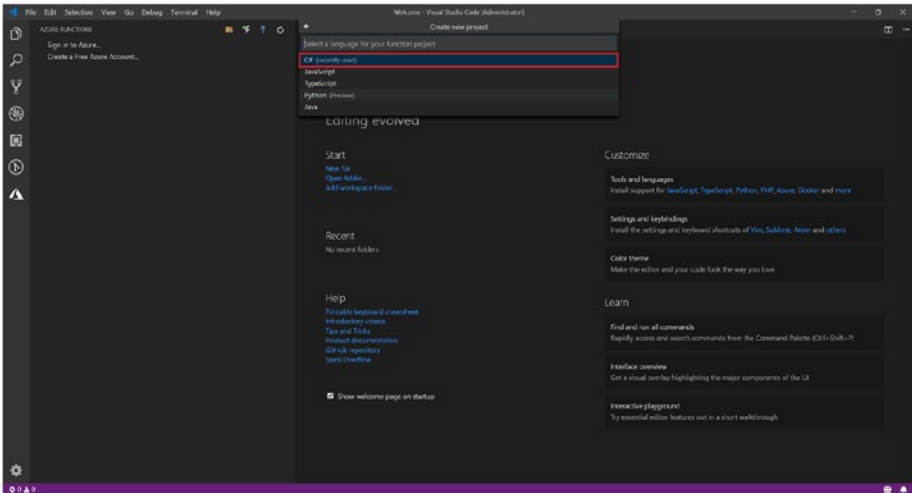 File Edit Selection View Go Debug Terminal Help
Welcome - Visual Studio Code [Administrator]
AZURE: FUNCTIONS
Sign in to Azure...
Create a Free Azure Account...
Create new project
Select a language for your function project
C# (recently used)
JavaScript
TypeScript
Python (Preview)
Java
Editing evolved
Start
New file
Open folder...
Add workspace folder...
Recent
No recent folders
Help
Printable keyboard cheatsheet
Introductory videos
Tips and Tricks
Product documentation
GitHub repository
Stack Overflow
Show welcome page on startup
Customize
Tools and languages
Install support for JavaScript, TypeScript, Python, PHP, Azure, Docker and more
Settings and keybindings
Install the settings and keyboard shortcuts of Vim, Sublime, Atom and others
Color theme
Make the editor and your code look the way you love
Learn
Find and run all commands
Rapidly access and search commands from the Command Palette (Ctrl+Shift+P)
Interface overview
Get a visual overlay highlighting the major components of the UI
Interactive playground
Try essential editor features out in a short walkthrough
0 0